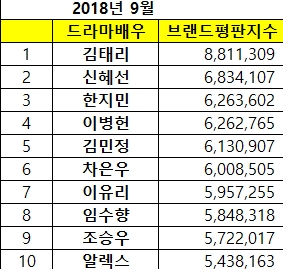 2018년 9월
드라마배우 브랜드평판지수
1 김태리 8,811,309
2 신혜선 6,834,107
3 한지민 6,263,602
4 이병헌 6,262,765
5 김민정 6,130,907
6 차은우 6,008,505
7 이유리 5,957,255
8 임수향 5,848,318
9 조승우 5,722,017
10 알렉스 5,438,163